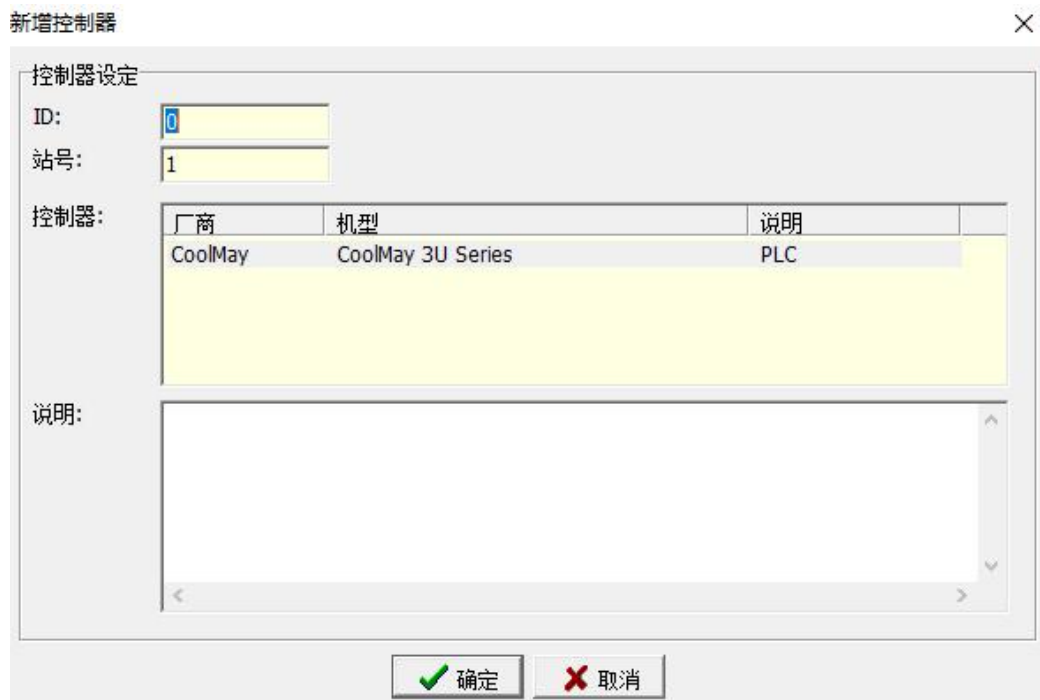 新增控制器
控制器设定
ID: 0
站号: 1
控制器: 厂商 机型 说明
CoolMay CoolMay 3U Series PLC
说明:
确定 取消